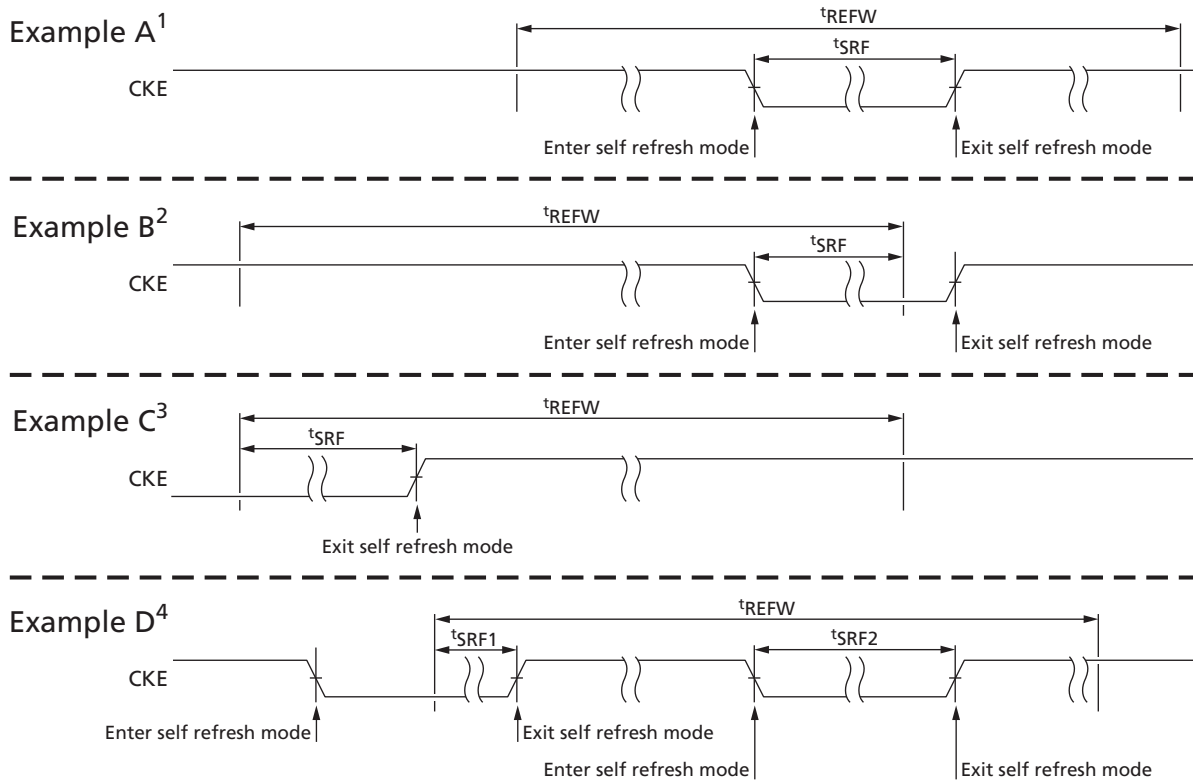 Example A¹
ᵗREFW
ᵗSRF
CKE
Enter self refresh mode
Exit self refresh mode
Example B²
ᵗREFW
ᵗSRF
CKE
Enter self refresh mode
Exit self refresh mode
Example C³
ᵗREFW
ᵗSRF
CKE
Exit self refresh mode
Example D⁴
ᵗREFW
ᵗSRF1
ᵗSRF2
CKE
Enter self refresh mode
Exit self refresh mode
Enter self refresh mode
Exit self refresh mode